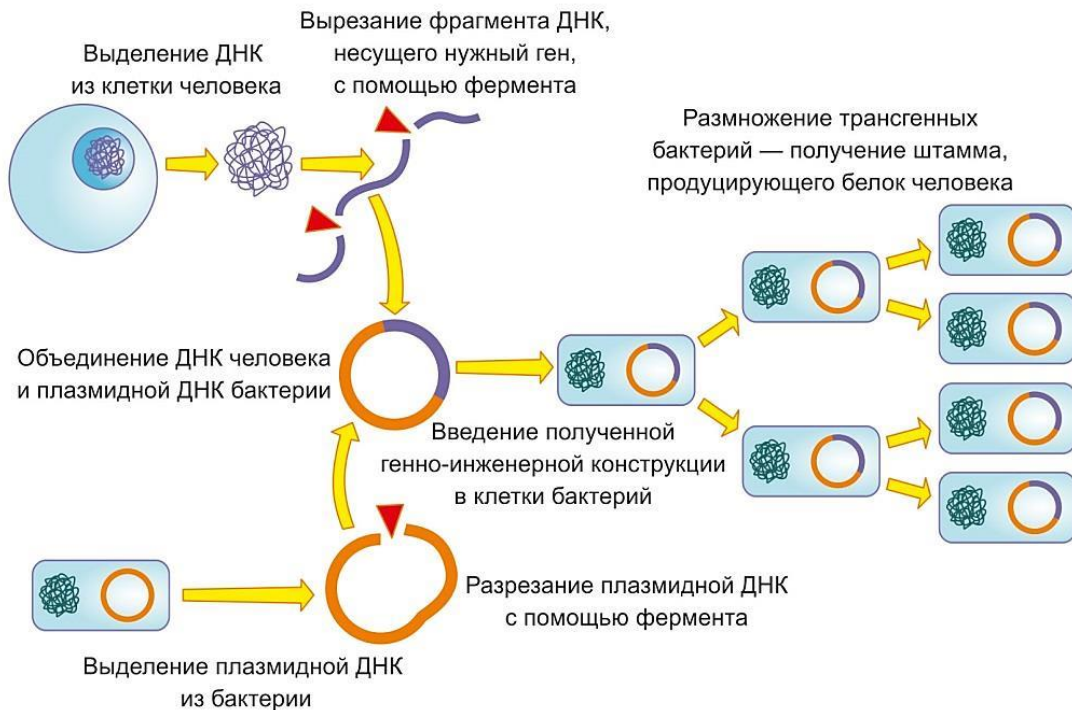 Выделение ДНК
из клетки человека
Вырезание фрагмента ДНК,
несущего нужный ген,
с помощью фермента
Размножение трансгенных
бактерий — получение штамма,
продуцирующего белок человека
Объединение ДНК человека
и плазмидной ДНК бактерии
Введение полученной
генно-инженерной конструкции
в клетки бактерий
Разрезание плазмидной ДНК
с помощью фермента
Выделение плазмидной ДНК
из бактерии